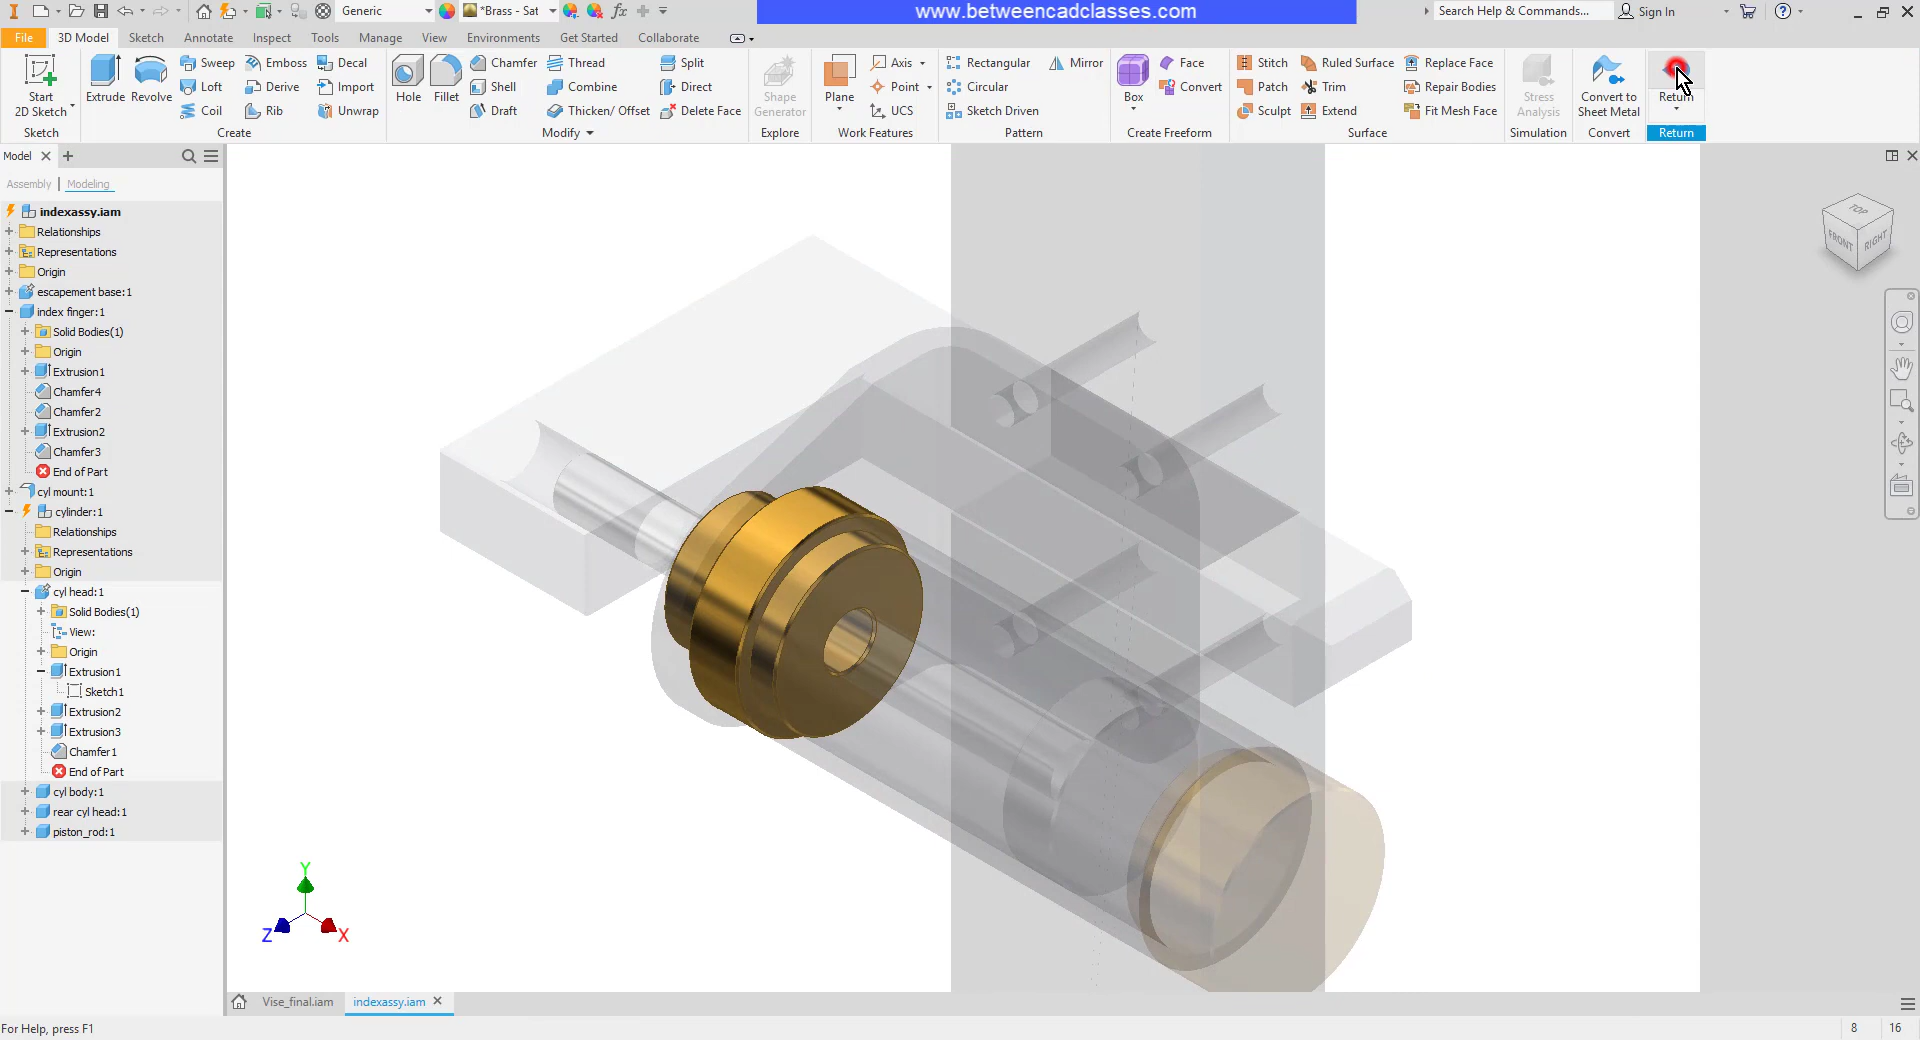 Generic
*Brass - Sat
www.betweencadclasses.com
Search Help & Commands...
Sign In
File
3D Model
Sketch
Annotate
Inspect
Tools
Manage
View
Environments
Get Started
Collaborate
Start
2D Sketch
Extrude
Revolve
Sweep
Emboss
Decal
Loft
Derive
Import
Coil
Rib
Unwrap
Hole
Fillet
Chamfer
Thread
Split
Shell
Combine
Direct
Draft
Thicken/ Offset
Delete Face
Shape
Generator
Plane
Axis
Point
UCS
Rectangular
Mirror
Circular
Sketch Driven
Box
Face
Convert
Stitch
Ruled Surface
Replace Face
Patch
Trim
Repair Bodies
Sculpt
Extend
Fit Mesh Face
Stress
Analysis
Convert to
Sheet Metal
Return
Sketch
Create
Modify
Explore
Work Features
Pattern
Create Freeform
Surface
Simulation
Convert
Return
Model
Assembly | Modeling
indexassy.iam
Relationships
Representations
Origin
escapement base:1
index finger:1
Solid Bodies(1)
Origin
Extrusion1
Chamfer4
Chamfer2
Extrusion2
Chamfer3
End of Part
cyl mount:1
cylinder:1
Relationships
Representations
Origin
cyl head:1
Solid Bodies(1)
View:
Origin
Extrusion1
Sketch1
Extrusion2
Extrusion3
Chamfer1
End of Part
cyl body:1
rear cyl head:1
piston_rod:1
TOP
FRONT
RIGHT
Y
Z
X
Vise_final.iam
indexassy.iam
For Help, press F1
8
16